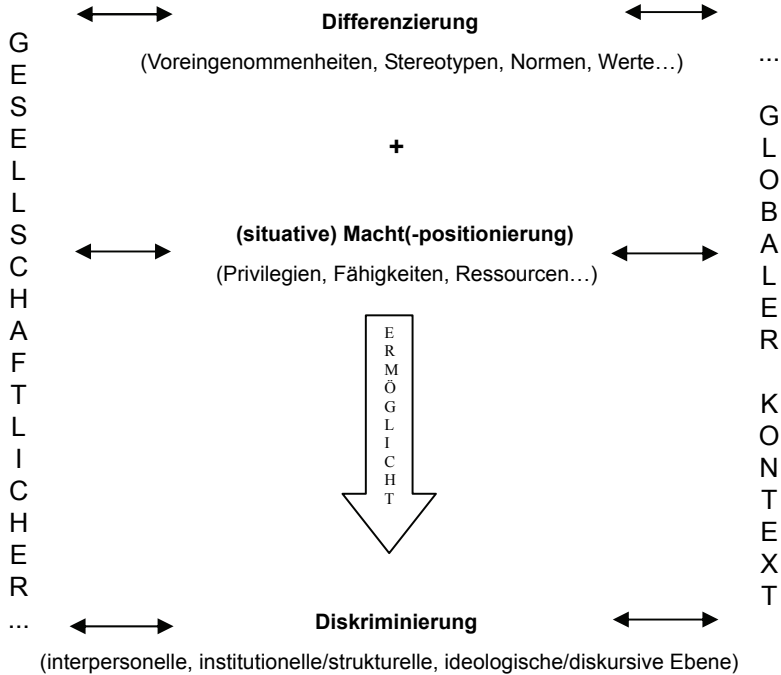 GESELLSCHAFTLICHER...
Differenzierung
(Voreingenommenheiten, Stereotypen, Normen, Werte…)
+
(situative) Macht(-positionierung)
(Privilegien, Fähigkeiten, Ressourcen…)
ERMÖGLICHT
Diskriminierung
(interpersonelle, institutionelle/strukturelle, ideologische/diskursive Ebene)
... GLOBALER KONTEXT